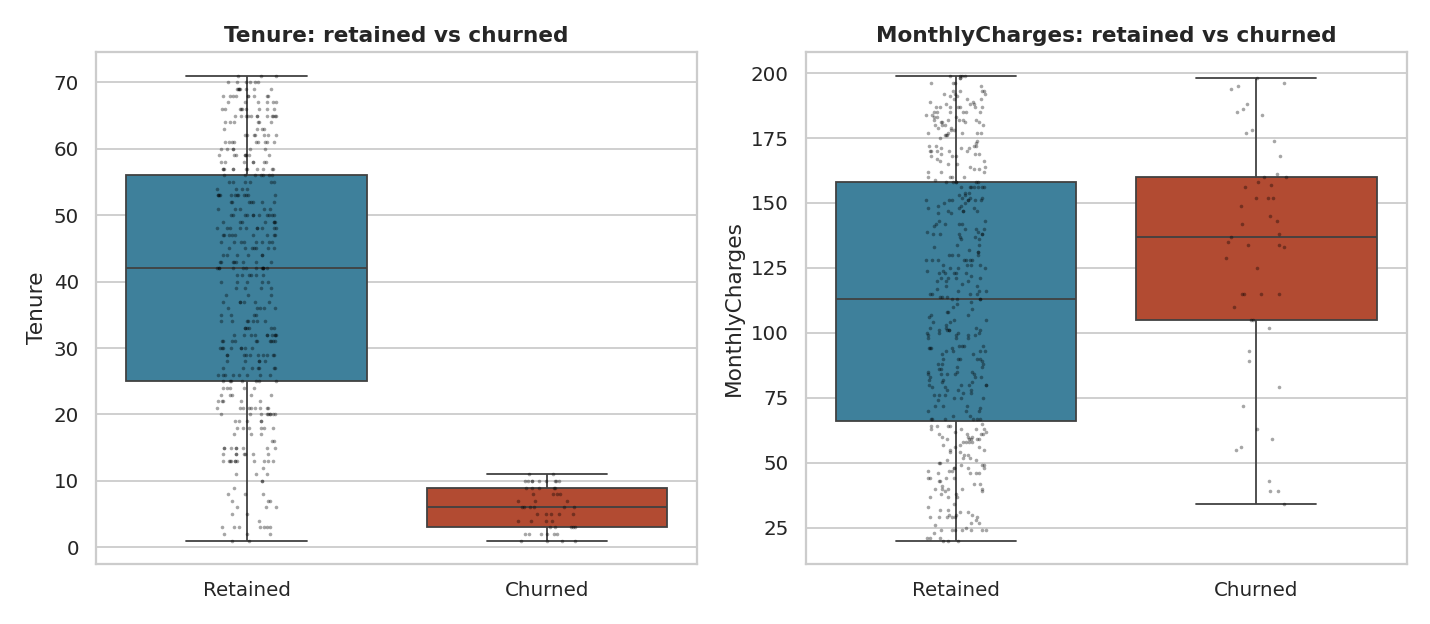 Tenure: retained vs churned
Tenure
70
60
50
40
30
20
10
0
Retained
Churned
MonthlyCharges: retained vs churned
MonthlyCharges
200
175
150
125
100
75
50
25
Retained
Churned